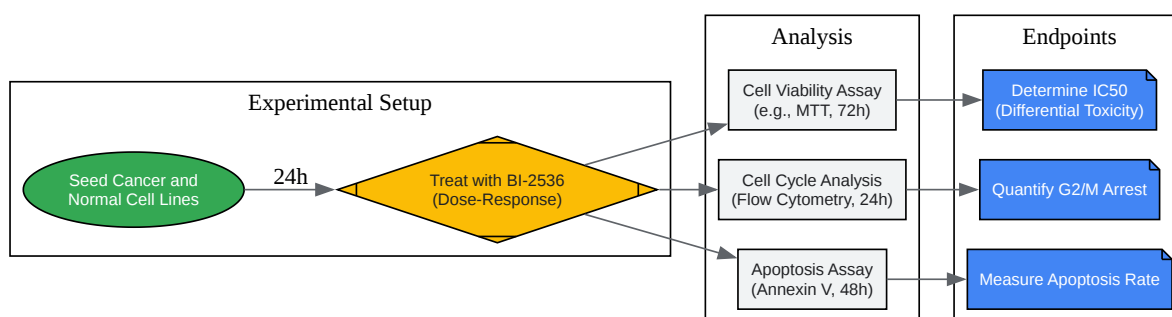 Experimental Setup
Seed Cancer and
Normal Cell Lines
24h
Treat with BI-2536
(Dose-Response)
Analysis
Cell Viability Assay
(e.g., MTT, 72h)
Cell Cycle Analysis
(Flow Cytometry, 24h)
Apoptosis Assay
(Annexin V, 48h)
Endpoints
Determine IC50
(Differential Toxicity)
Quantify G2/M Arrest
Measure Apoptosis Rate